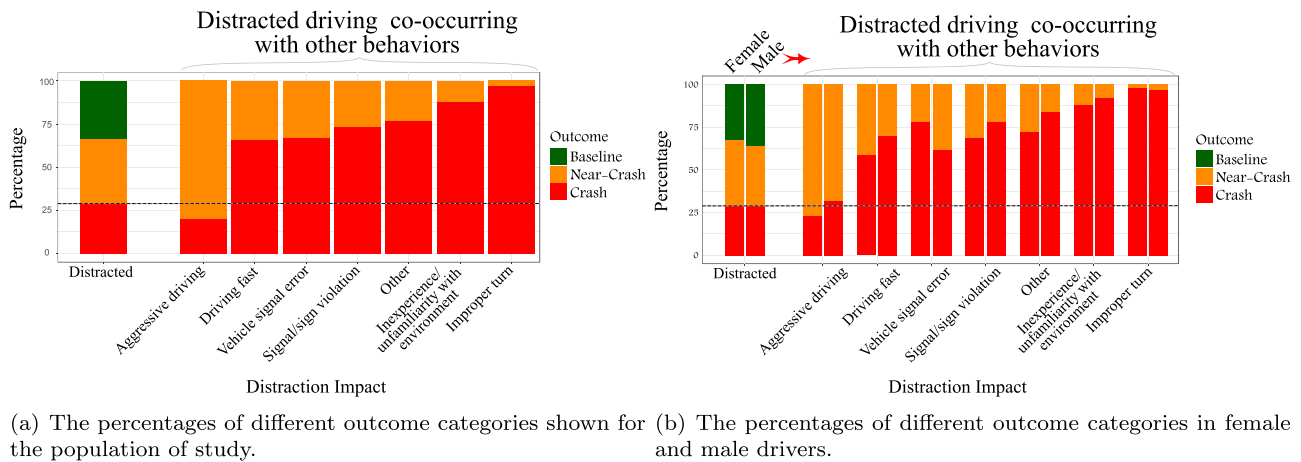 Distracted driving co-occurring
with other behaviors
Percentage
100
75
50
25
0
Distracted
Aggressive driving
Driving fast
Vehicle signal error
Signal/sign violation
Other
Inexperience/
unfamiliarity with
environment
Improper turn
Distraction Impact
Outcome
Baseline
Near-Crash
Crash
(a) The percentages of different outcome categories shown for
the population of study.
Distracted driving co-occurring
with other behaviors
Female
Male
Percentage
100
75
50
25
0
Distracted
Aggressive driving
Driving fast
Vehicle signal error
Signal/sign violation
Other
Inexperience/
unfamiliarity with
environment
Improper turn
Distraction Impact
Outcome
Baseline
Near-Crash
Crash
(b) The percentages of different outcome categories in female
and male drivers.